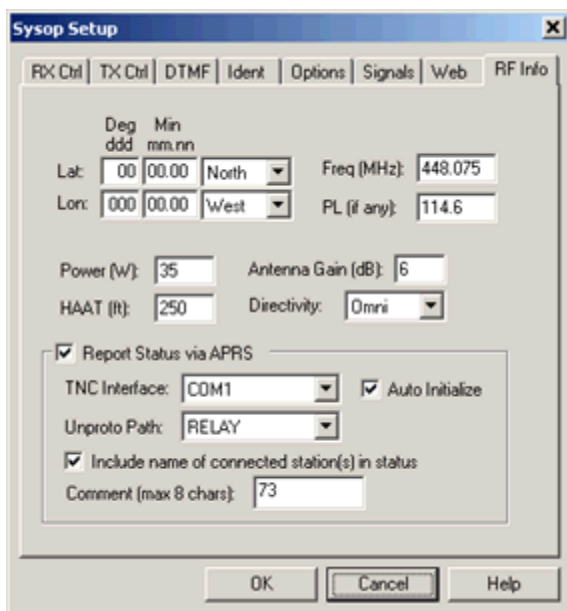 Sysop Setup
RX Ctrl TX Ctrl DTMF Ident Options Signals Web RF Info
Deg Min
ddd mm.nn
Lat: 00 00.00 North Freq (MHz): 448.075
Lon: 000 00.00 West PL (if any): 114.6
Power (W): 35 Antenna Gain (dB): 6
HAAT (ft): 250 Directivity: Omni
Report Status via APRS
TNC Interface: COM1 Auto Initialize
Unproto Path: RELAY
Include name of connected station(s) in status
Comment (max 8 chars): 73
OK Cancel Help